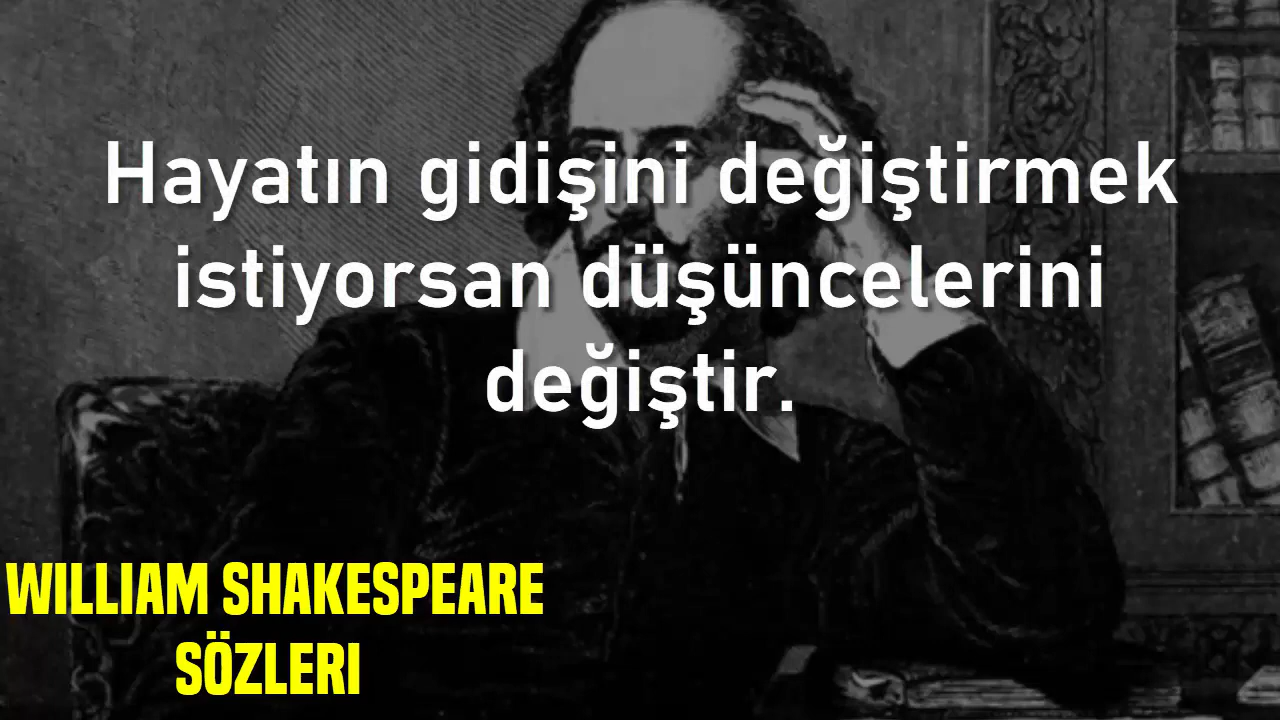 Hayatın gidişini değiştirmek
istiyorsan düşüncelerini
değiştir.
WILLIAM SHAKESPEARE
SÖZLERI